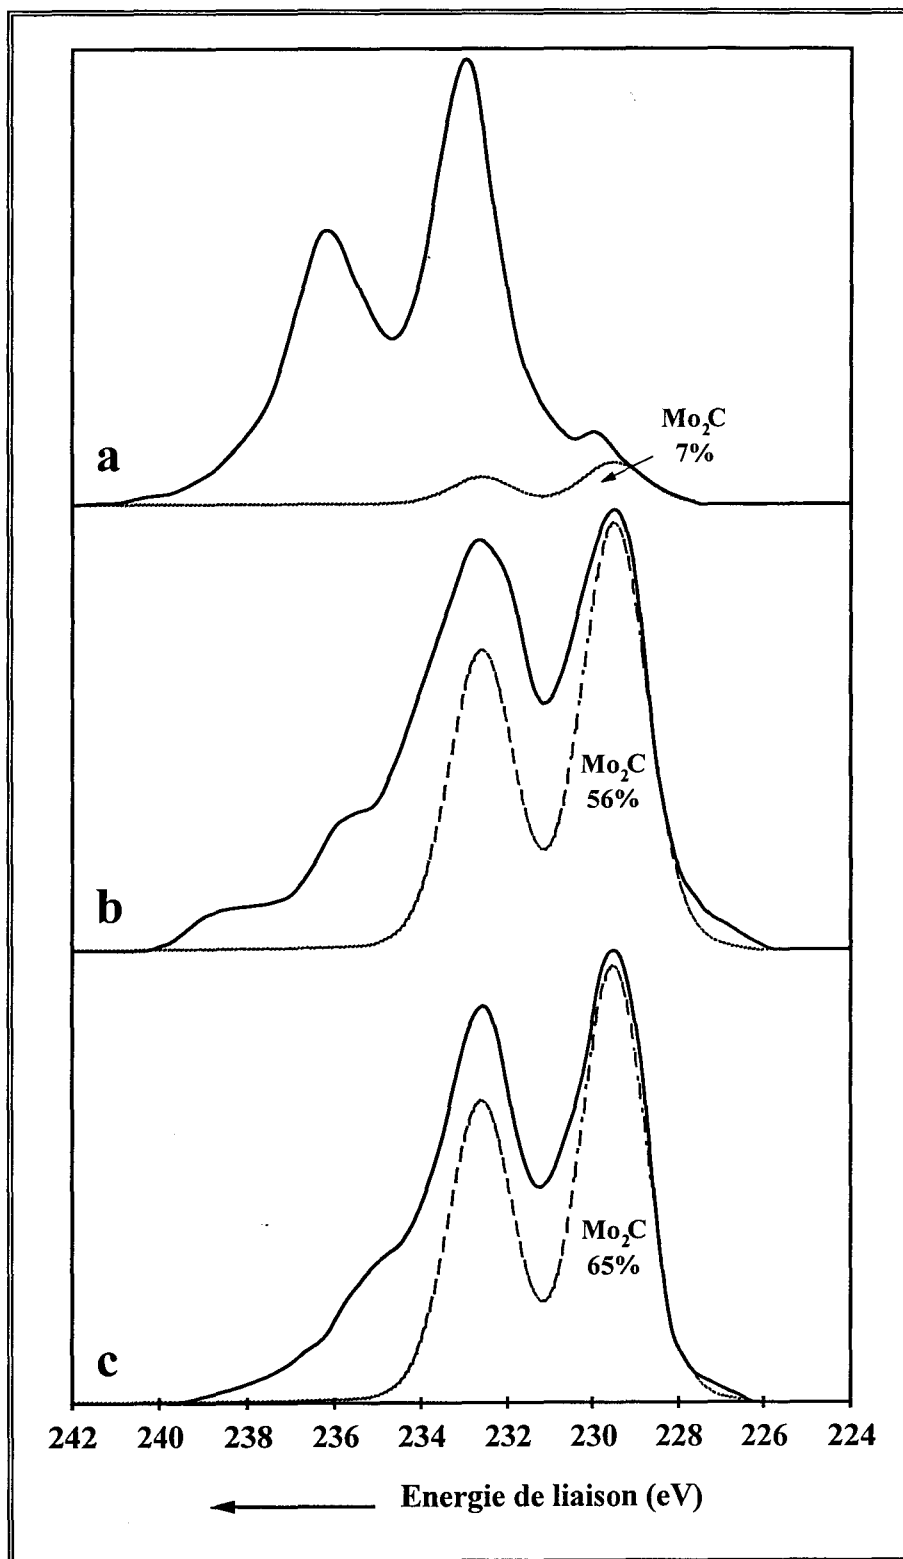 a
Mo₂C
7%
b
Mo₂C
56%
c
Mo₂C
65%
242 240 238 236 234 232 230 228 226 224
Energie de liaison (eV)